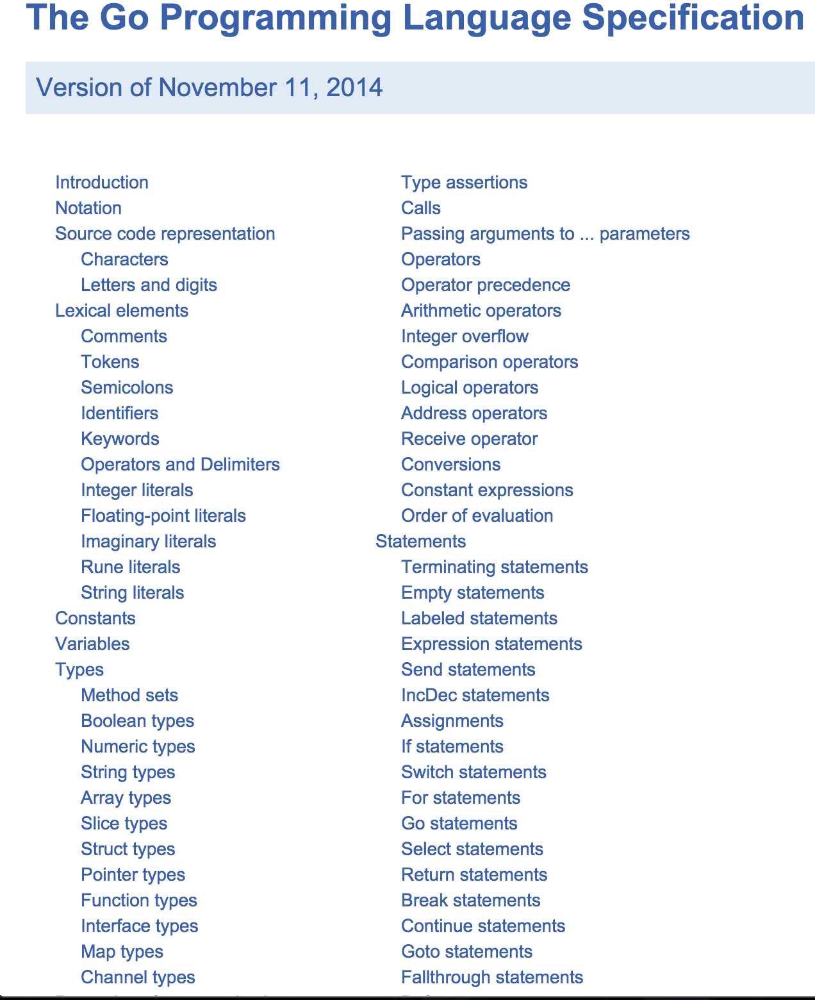 The Go Programming Language Specification
Version of November 11, 2014
Introduction
Notation
Source code representation
Characters
Letters and digits
Lexical elements
Comments
Tokens
Semicolons
Identifiers
Keywords
Operators and Delimiters
Integer literals
Floating-point literals
Imaginary literals
Rune literals
String literals
Constants
Variables
Types
Method sets
Boolean types
Numeric types
String types
Array types
Slice types
Struct types
Pointer types
Function types
Interface types
Map types
Channel types
Type assertions
Calls
Passing arguments to ... parameters
Operators
Operator precedence
Arithmetic operators
Integer overflow
Comparison operators
Logical operators
Address operators
Receive operator
Conversions
Constant expressions
Order of evaluation
Statements
Terminating statements
Empty statements
Labeled statements
Expression statements
Send statements
IncDec statements
Assignments
If statements
Switch statements
For statements
Go statements
Select statements
Return statements
Break statements
Continue statements
Goto statements
Fallthrough statements